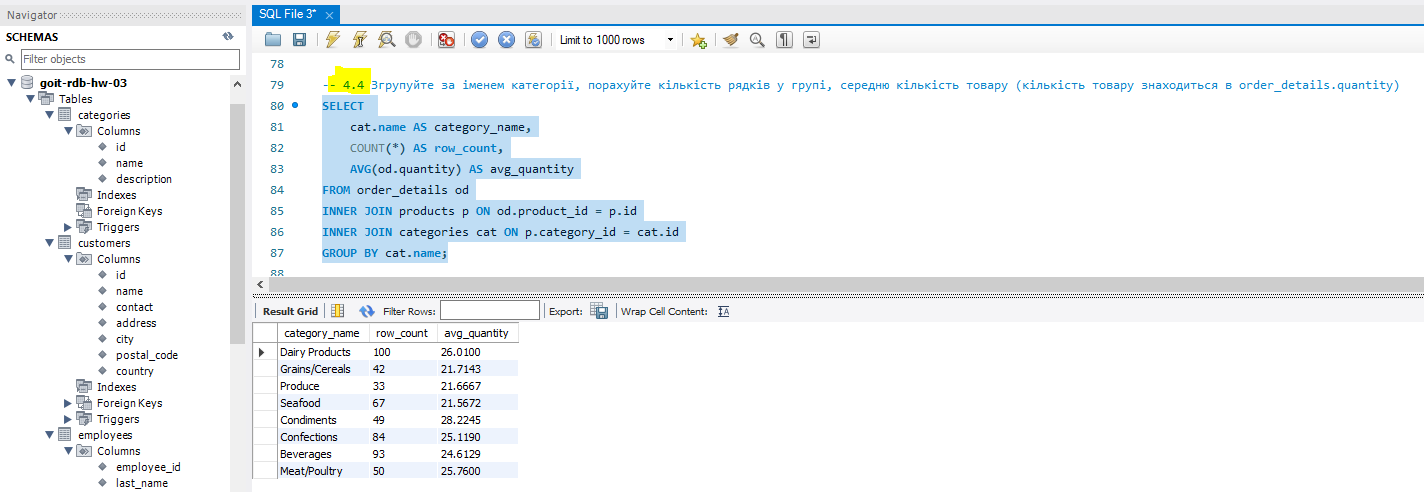 Navigator
SCHEMAS
Filter objects
goit-rdb-hw-03
Tables
categories
Columns
id
name
description
Indexes
Foreign Keys
Triggers
customers
Columns
id
name
contact
address
city
postal_code
country
Indexes
Foreign Keys
Triggers
employees
Columns
employee_id
last_name
SQL File 3*
Limit to 1000 rows
78
79 -- 4.4 Згрупуйте за іменем категорії, порахуйте кількість рядків у групі, середню кількість товару (кількість товару знаходиться в order_details.quantity)
80 SELECT
81 cat.name AS category_name,
82 COUNT(*) AS row_count,
83 AVG(od.quantity) AS avg_quantity
84 FROM order_details od
85 INNER JOIN products p ON od.product_id = p.id
86 INNER JOIN categories cat ON p.category_id = cat.id
87 GROUP BY cat.name;
88
Result Grid Filter Rows: Export: Wrap Cell Content:
category_name row_count avg_quantity
Dairy Products 100 26.0100
Grains/Cereals 42 21.7143
Produce 33 21.6667
Seafood 67 21.5672
Condiments 49 28.2245
Confections 84 25.1190
Beverages 93 24.6129
Meat/Poultry 50 25.7600